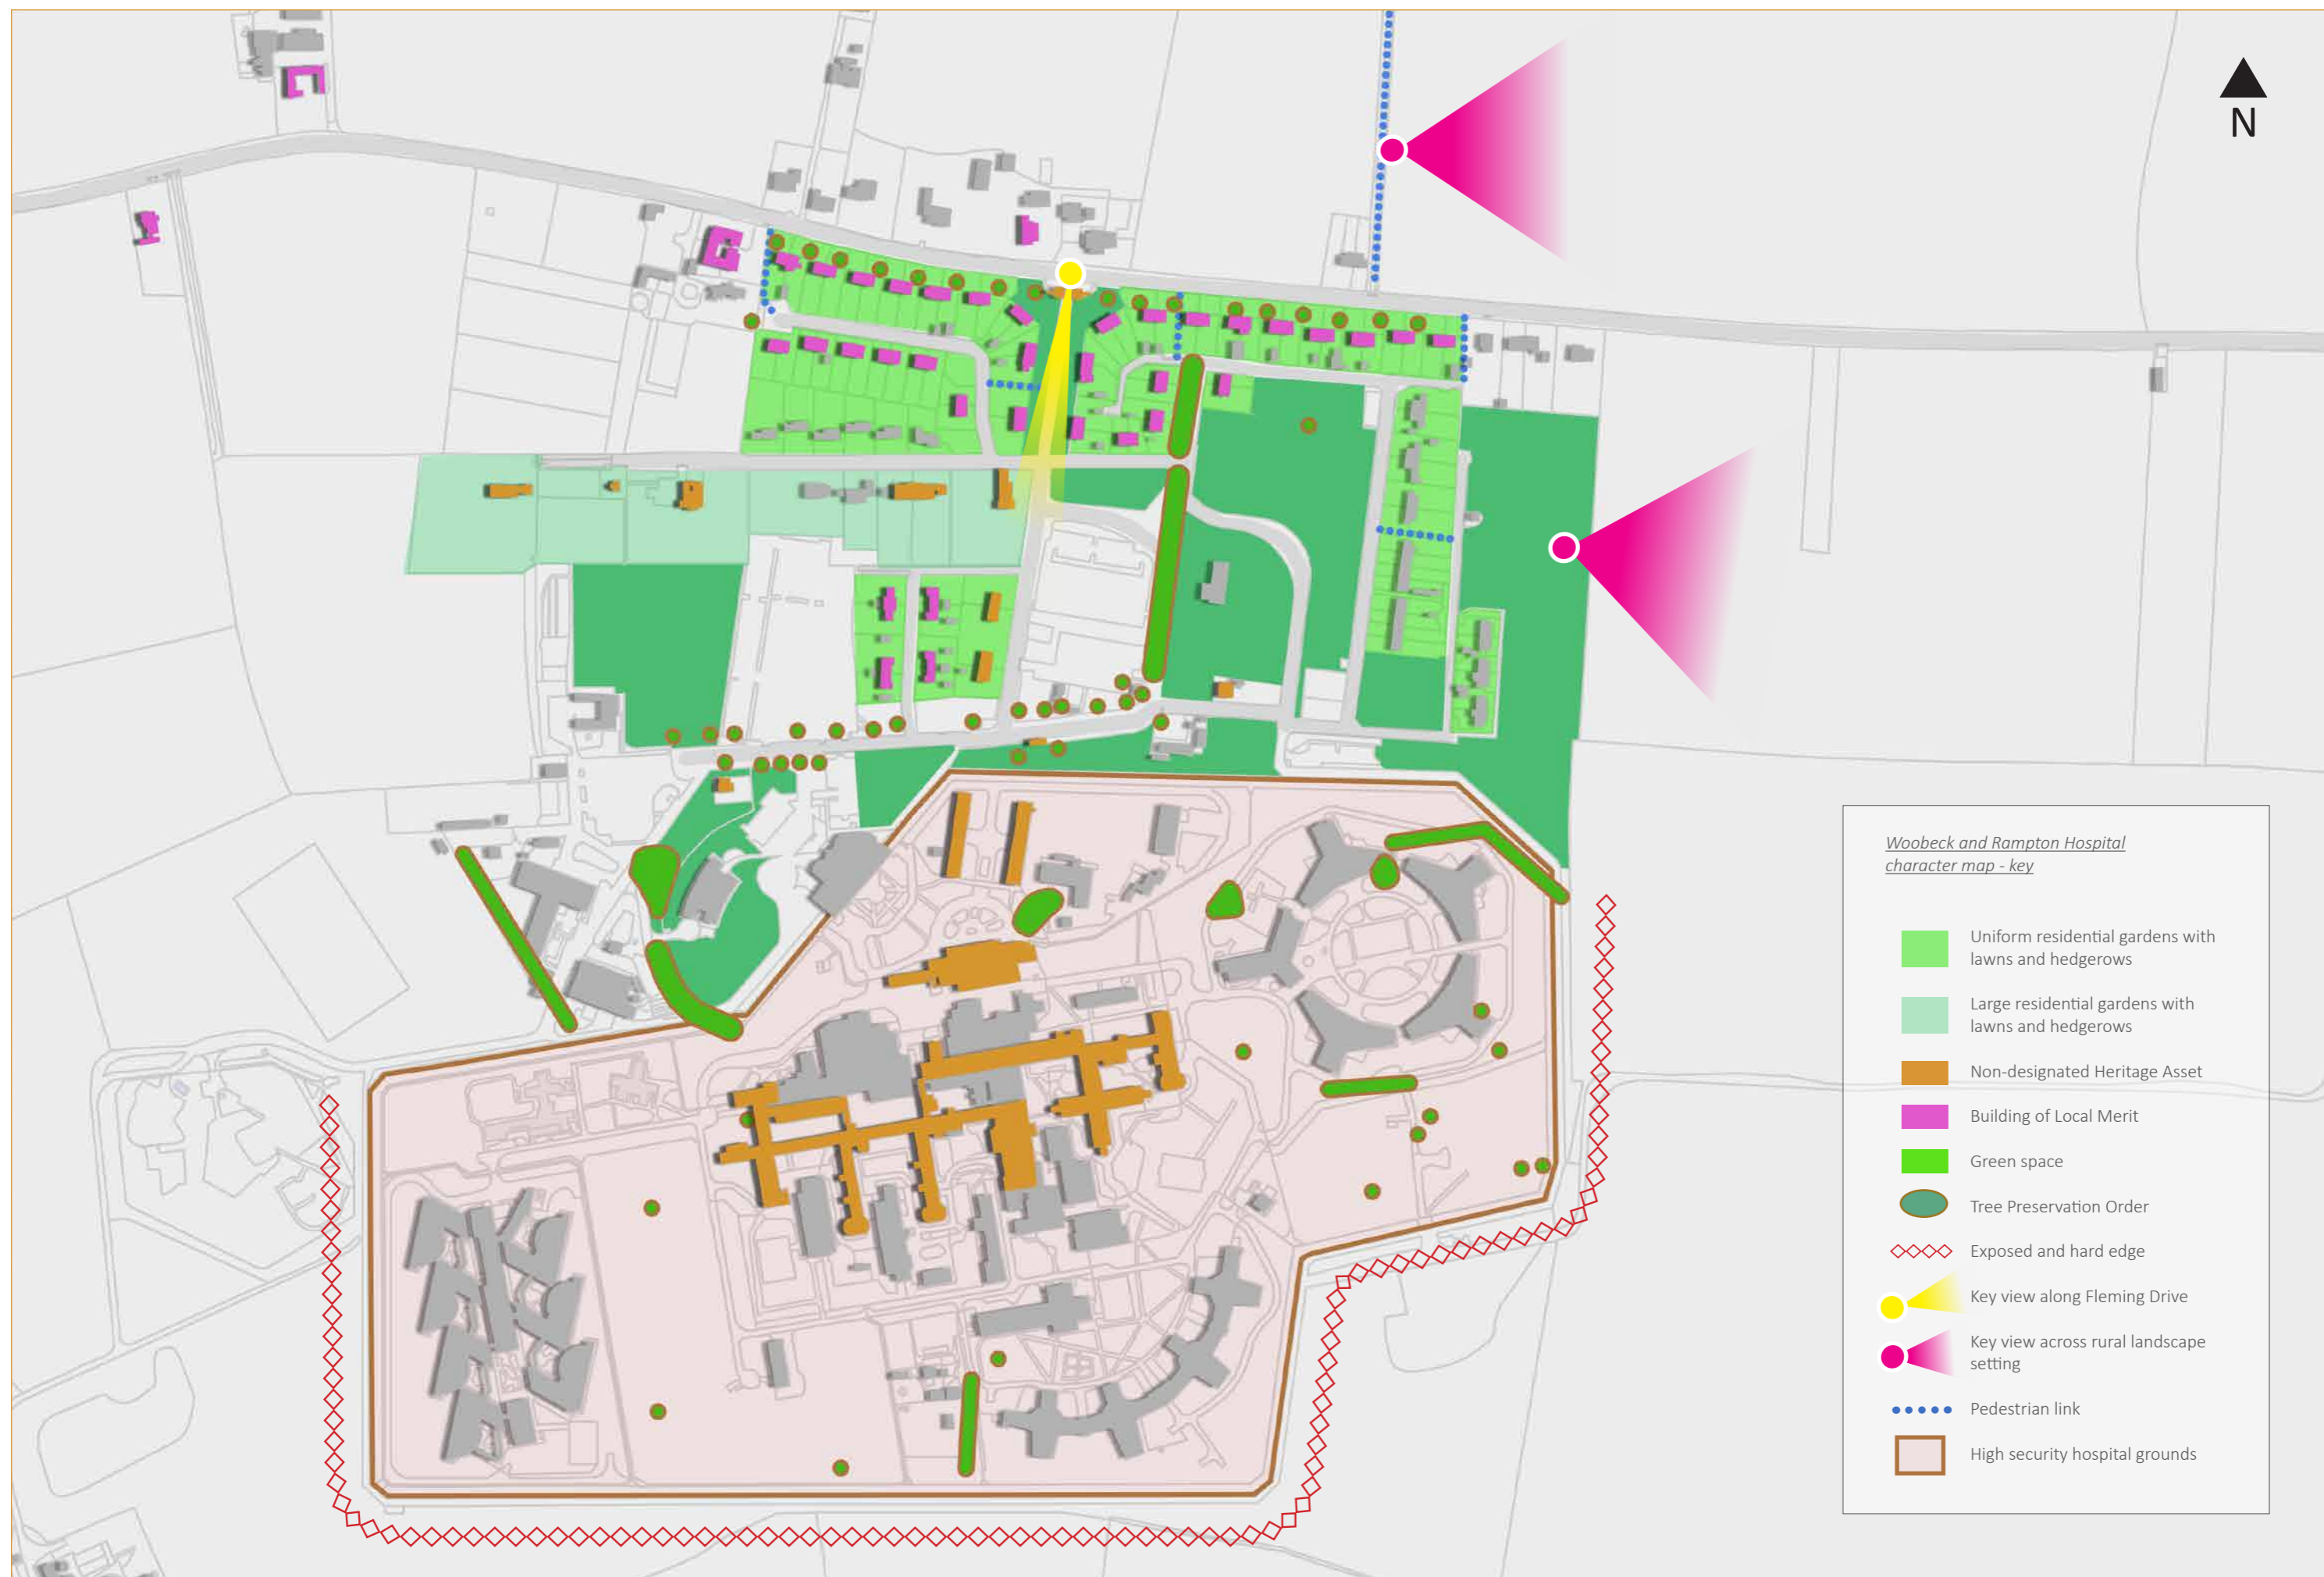 N
Woobeck and Rampton Hospital
character map - key
Uniform residential gardens with
lawns and hedgerows
Large residential gardens with
lawns and hedgerows
Non-designated Heritage Asset
Building of Local Merit
Green space
Tree Preservation Order
Exposed and hard edge
Key view along Fleming Drive
Key view across rural landscape
setting
Pedestrian link
High security hospital grounds